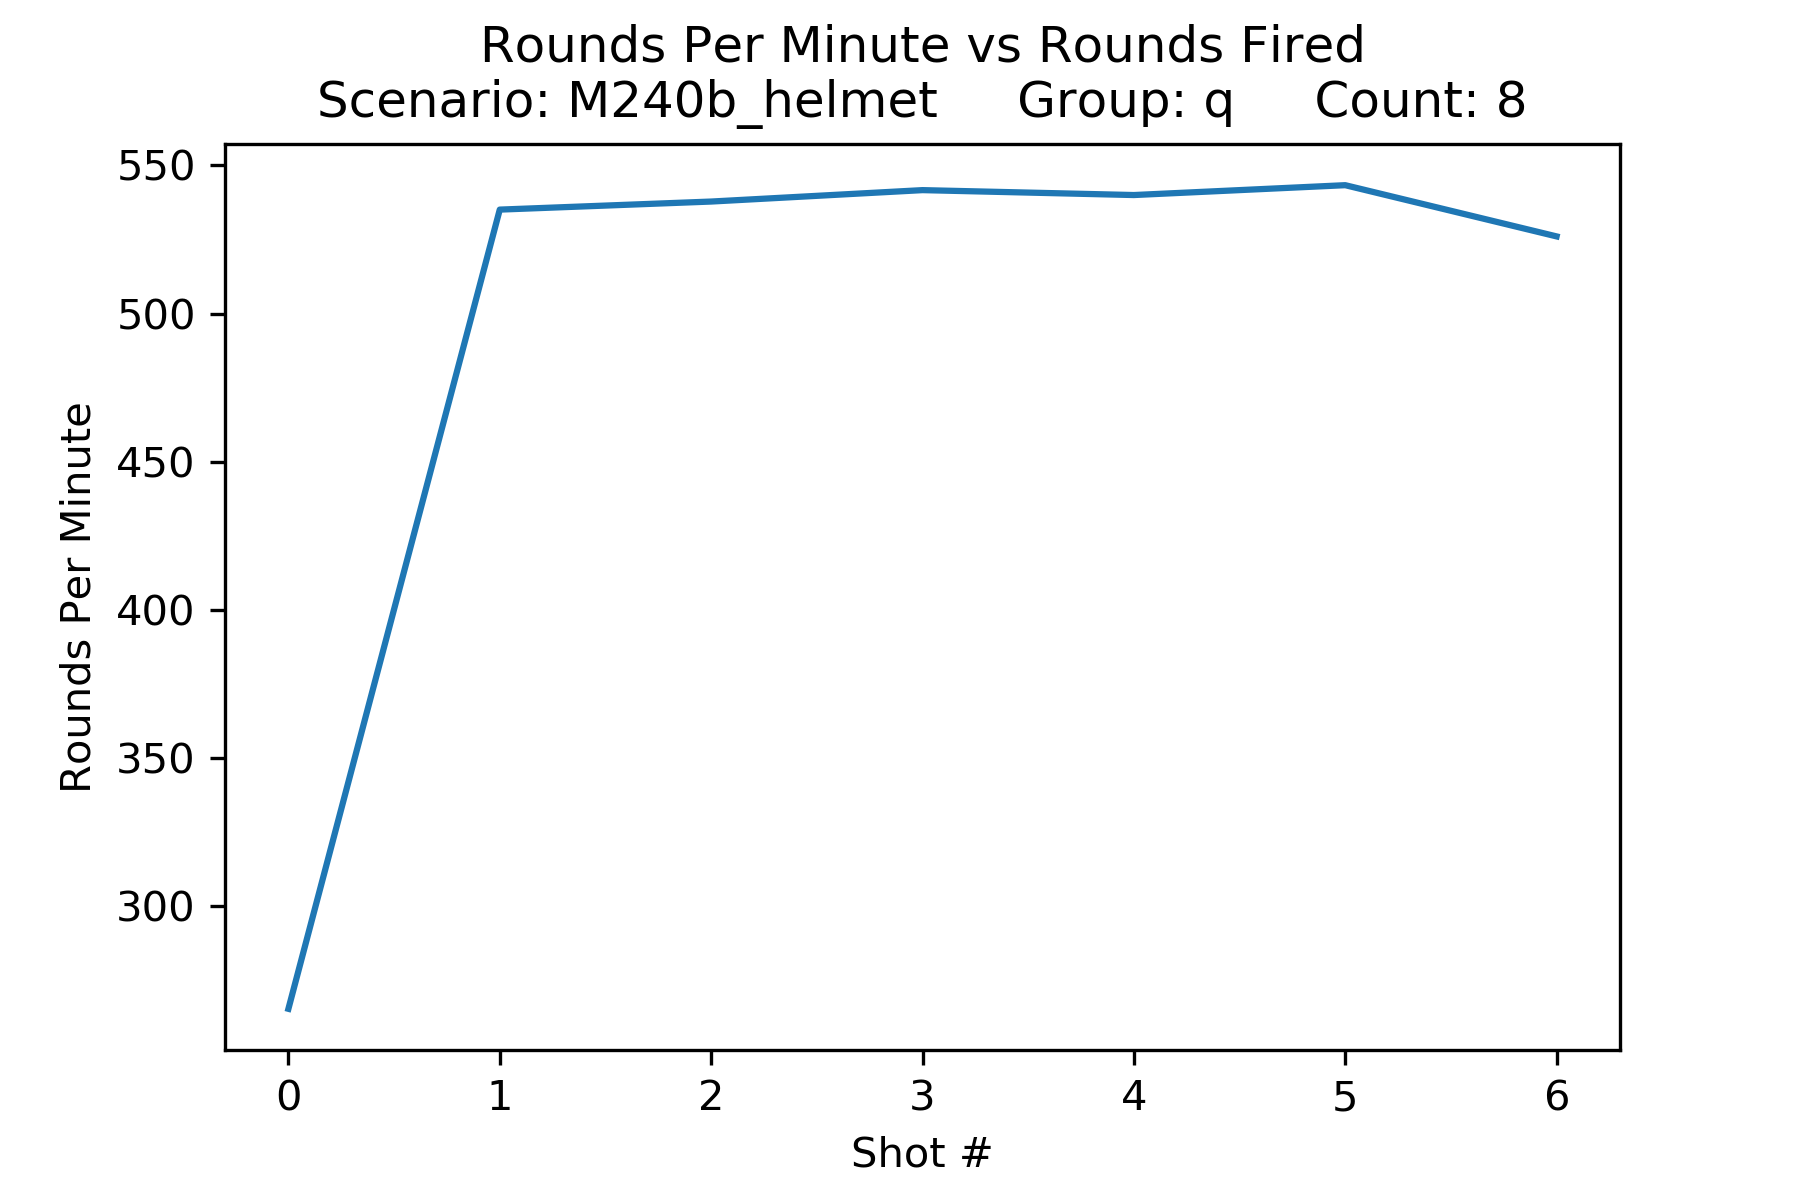 Rounds Per Minute vs Rounds Fired
Scenario: M240b_helmet Group: q Count: 8
550
500
450
400
350
300
Rounds Per Minute
0 1 2 3 4 5 6
Shot #